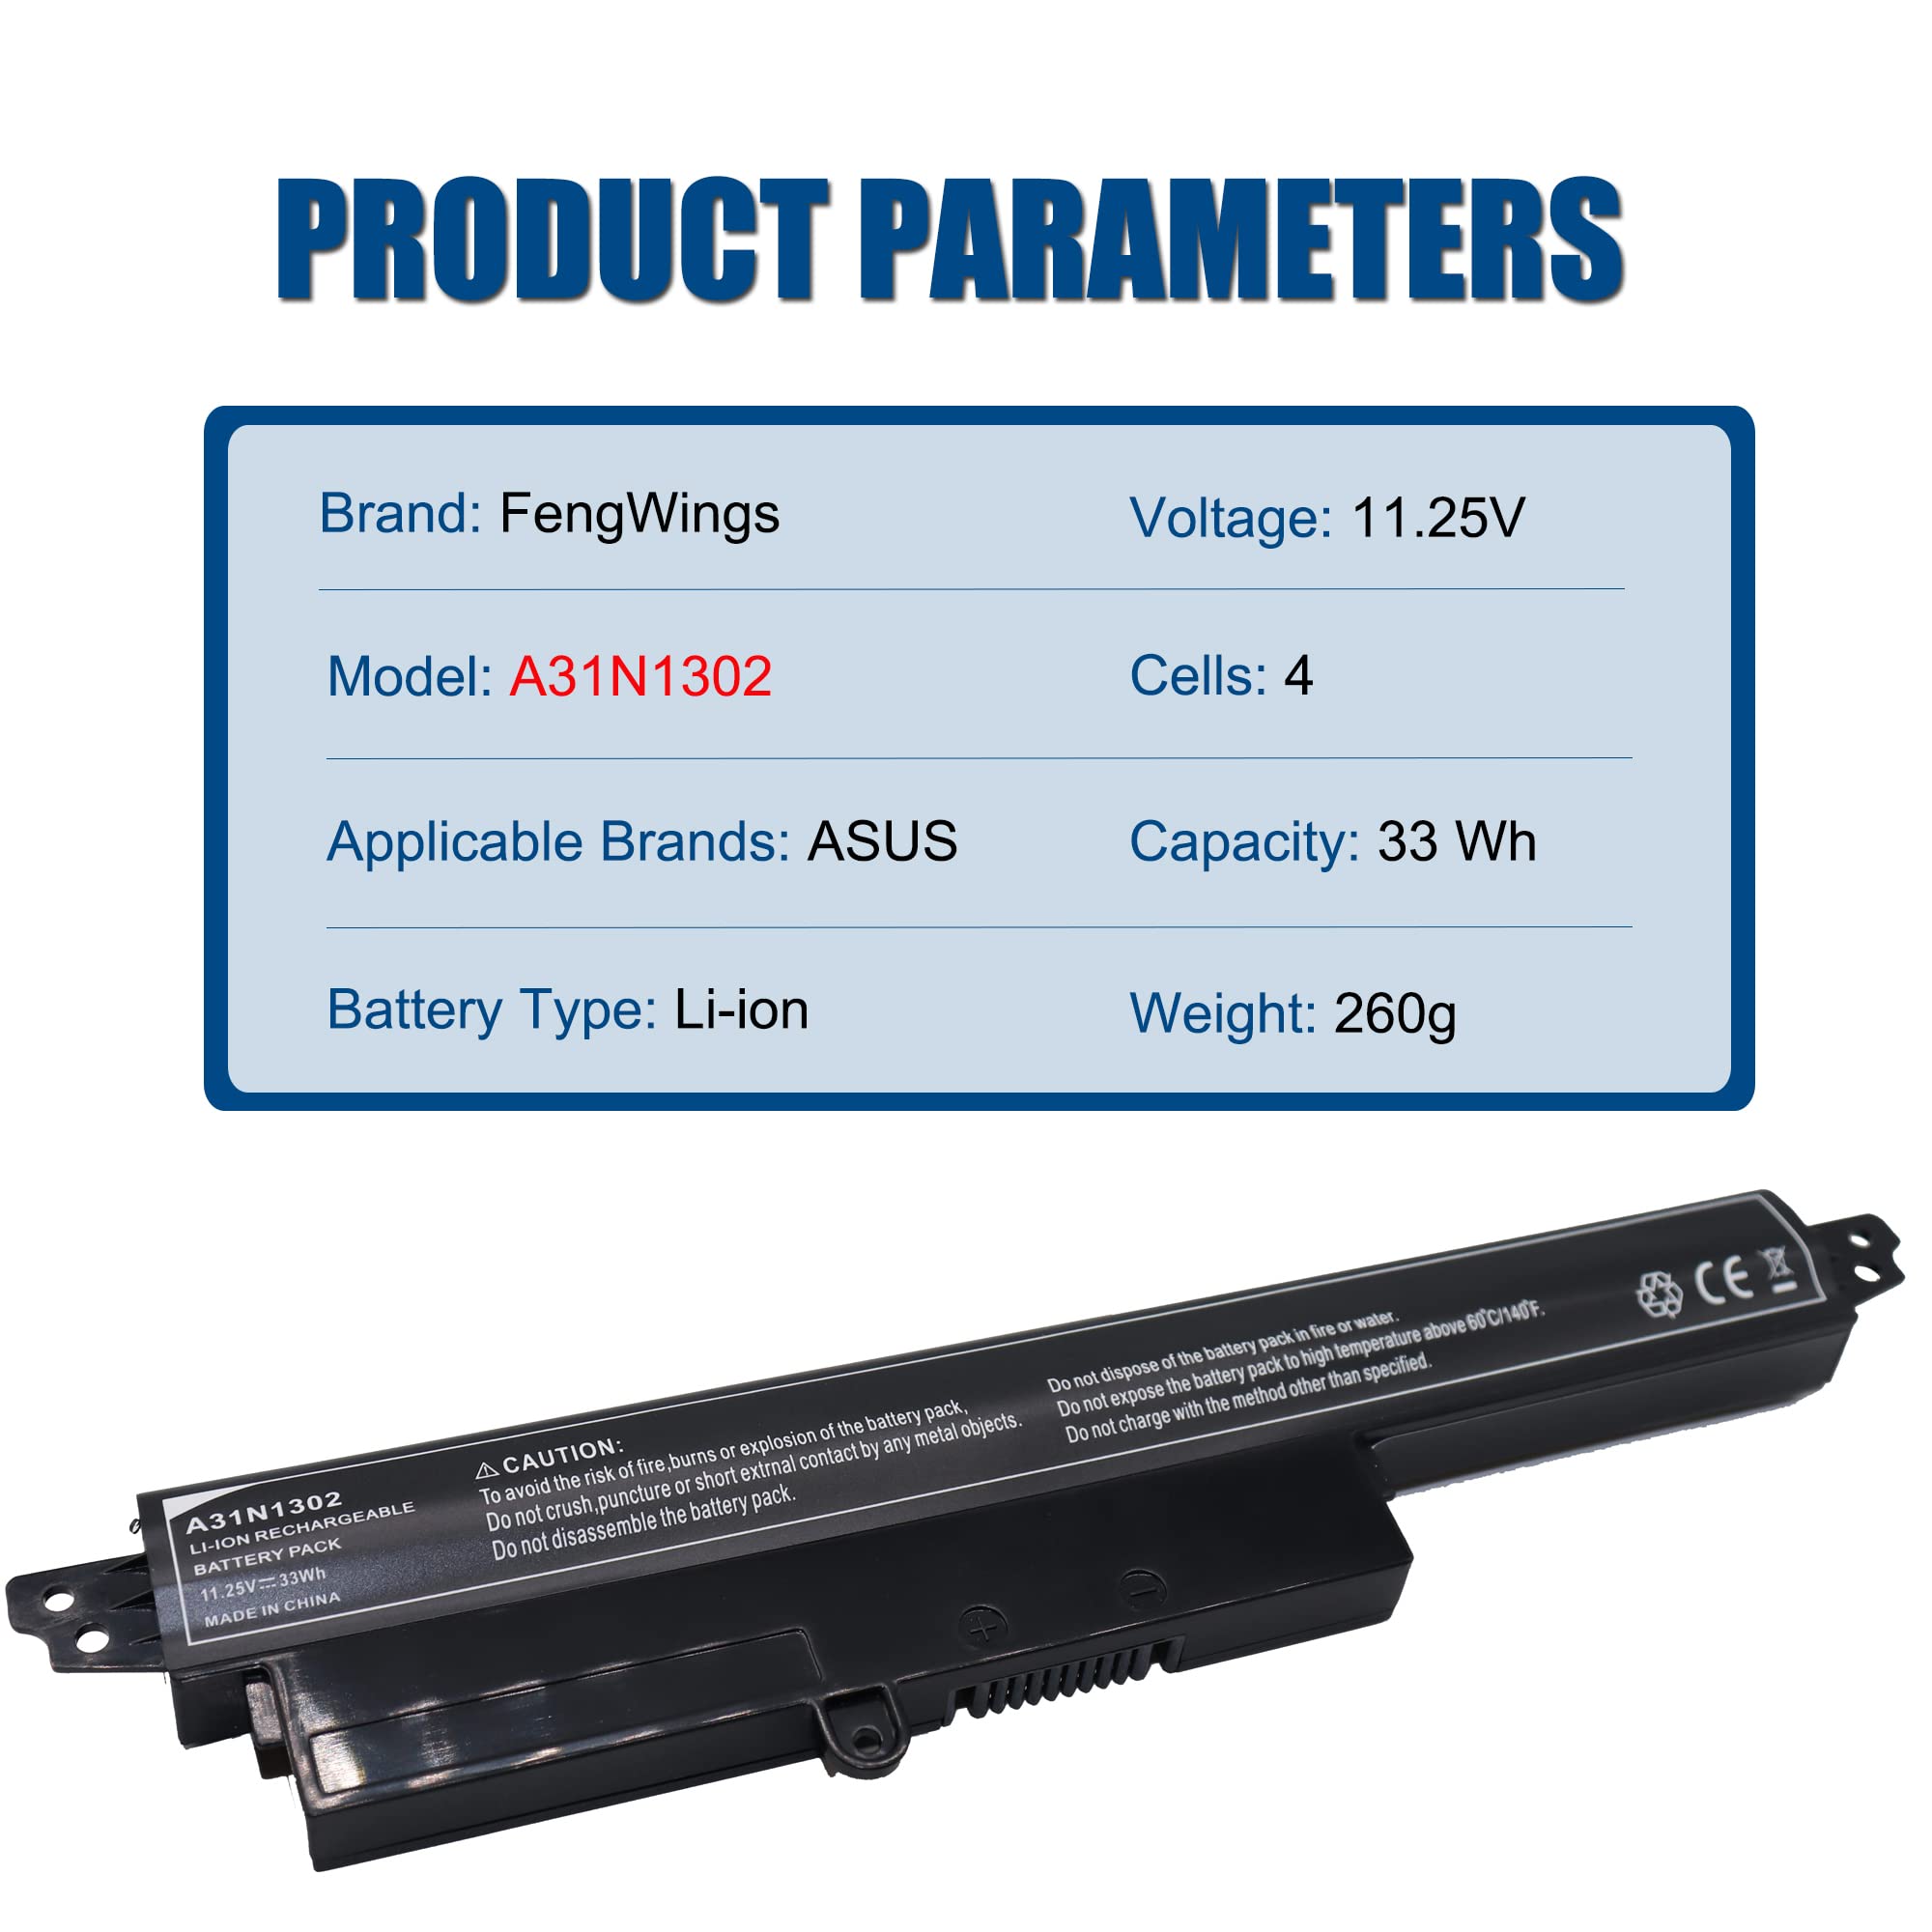 PRODUCT PARAMETERS
Brand: FengWings
Voltage: 11.25V
Model: A31N1302
Cells: 4
Applicable Brands: ASUS
Capacity: 33 Wh
Battery Type: Li-ion
Weight: 260g
A31N1302
LI-ION RECHARGEABLE
BATTERY PACK
11.25V⎓33Wh
MADE IN CHINA
⚠CAUTION:
To avoid the risk of fire,burns or explosion of the battery pack,
Do not crush,puncture or short extrnal contact by any metal objects.
Do not disassemble the battery pack.
Do not dispose of the battery pack in fire or water.
Do not expose the battery pack to high temperature above 60°C/140°F.
Do not charge with the method other than specified.
CE
+ −